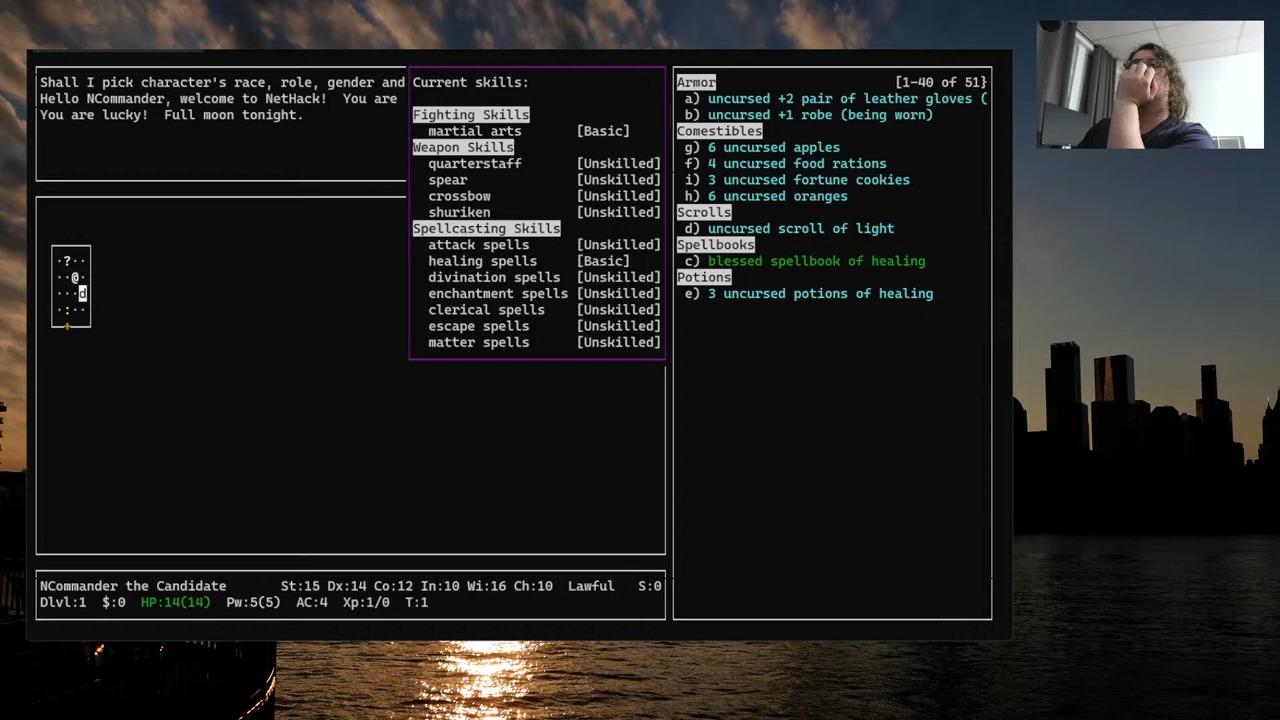 Shall I pick character's race, role, gender and
Hello NCommander, welcome to NetHack!  You are
You are lucky!  Full moon tonight.
Current skills:
Fighting Skills
martial arts [Basic]
Weapon Skills
quarterstaff [Unskilled]
spear [Unskilled]
crossbow [Unskilled]
shuriken [Unskilled]
Spellcasting Skills
attack spells [Unskilled]
healing spells [Basic]
divination spells [Unskilled]
enchantment spells [Unskilled]
clerical spells [Unskilled]
escape spells [Unskilled]
matter spells [Unskilled]
Armor [1-40 of 51}
a) uncursed +2 pair of leather gloves (
b) uncursed +1 robe (being worn)
Comestibles
g) 6 uncursed apples
f) 4 uncursed food rations
i) 3 uncursed fortune cookies
h) 6 uncursed oranges
Scrolls
d) uncursed scroll of light
Spellbooks
c) blessed spellbook of healing
Potions
e) 3 uncursed potions of healing
·?··
··@·
···d
·:··
+
NCommander the Candidate St:15 Dx:14 Co:12 In:10 Wi:16 Ch:10 Lawful S:0
Dlvl:1 $:0 HP:14(14) Pw:5(5) AC:4 Xp:1/0 T:1